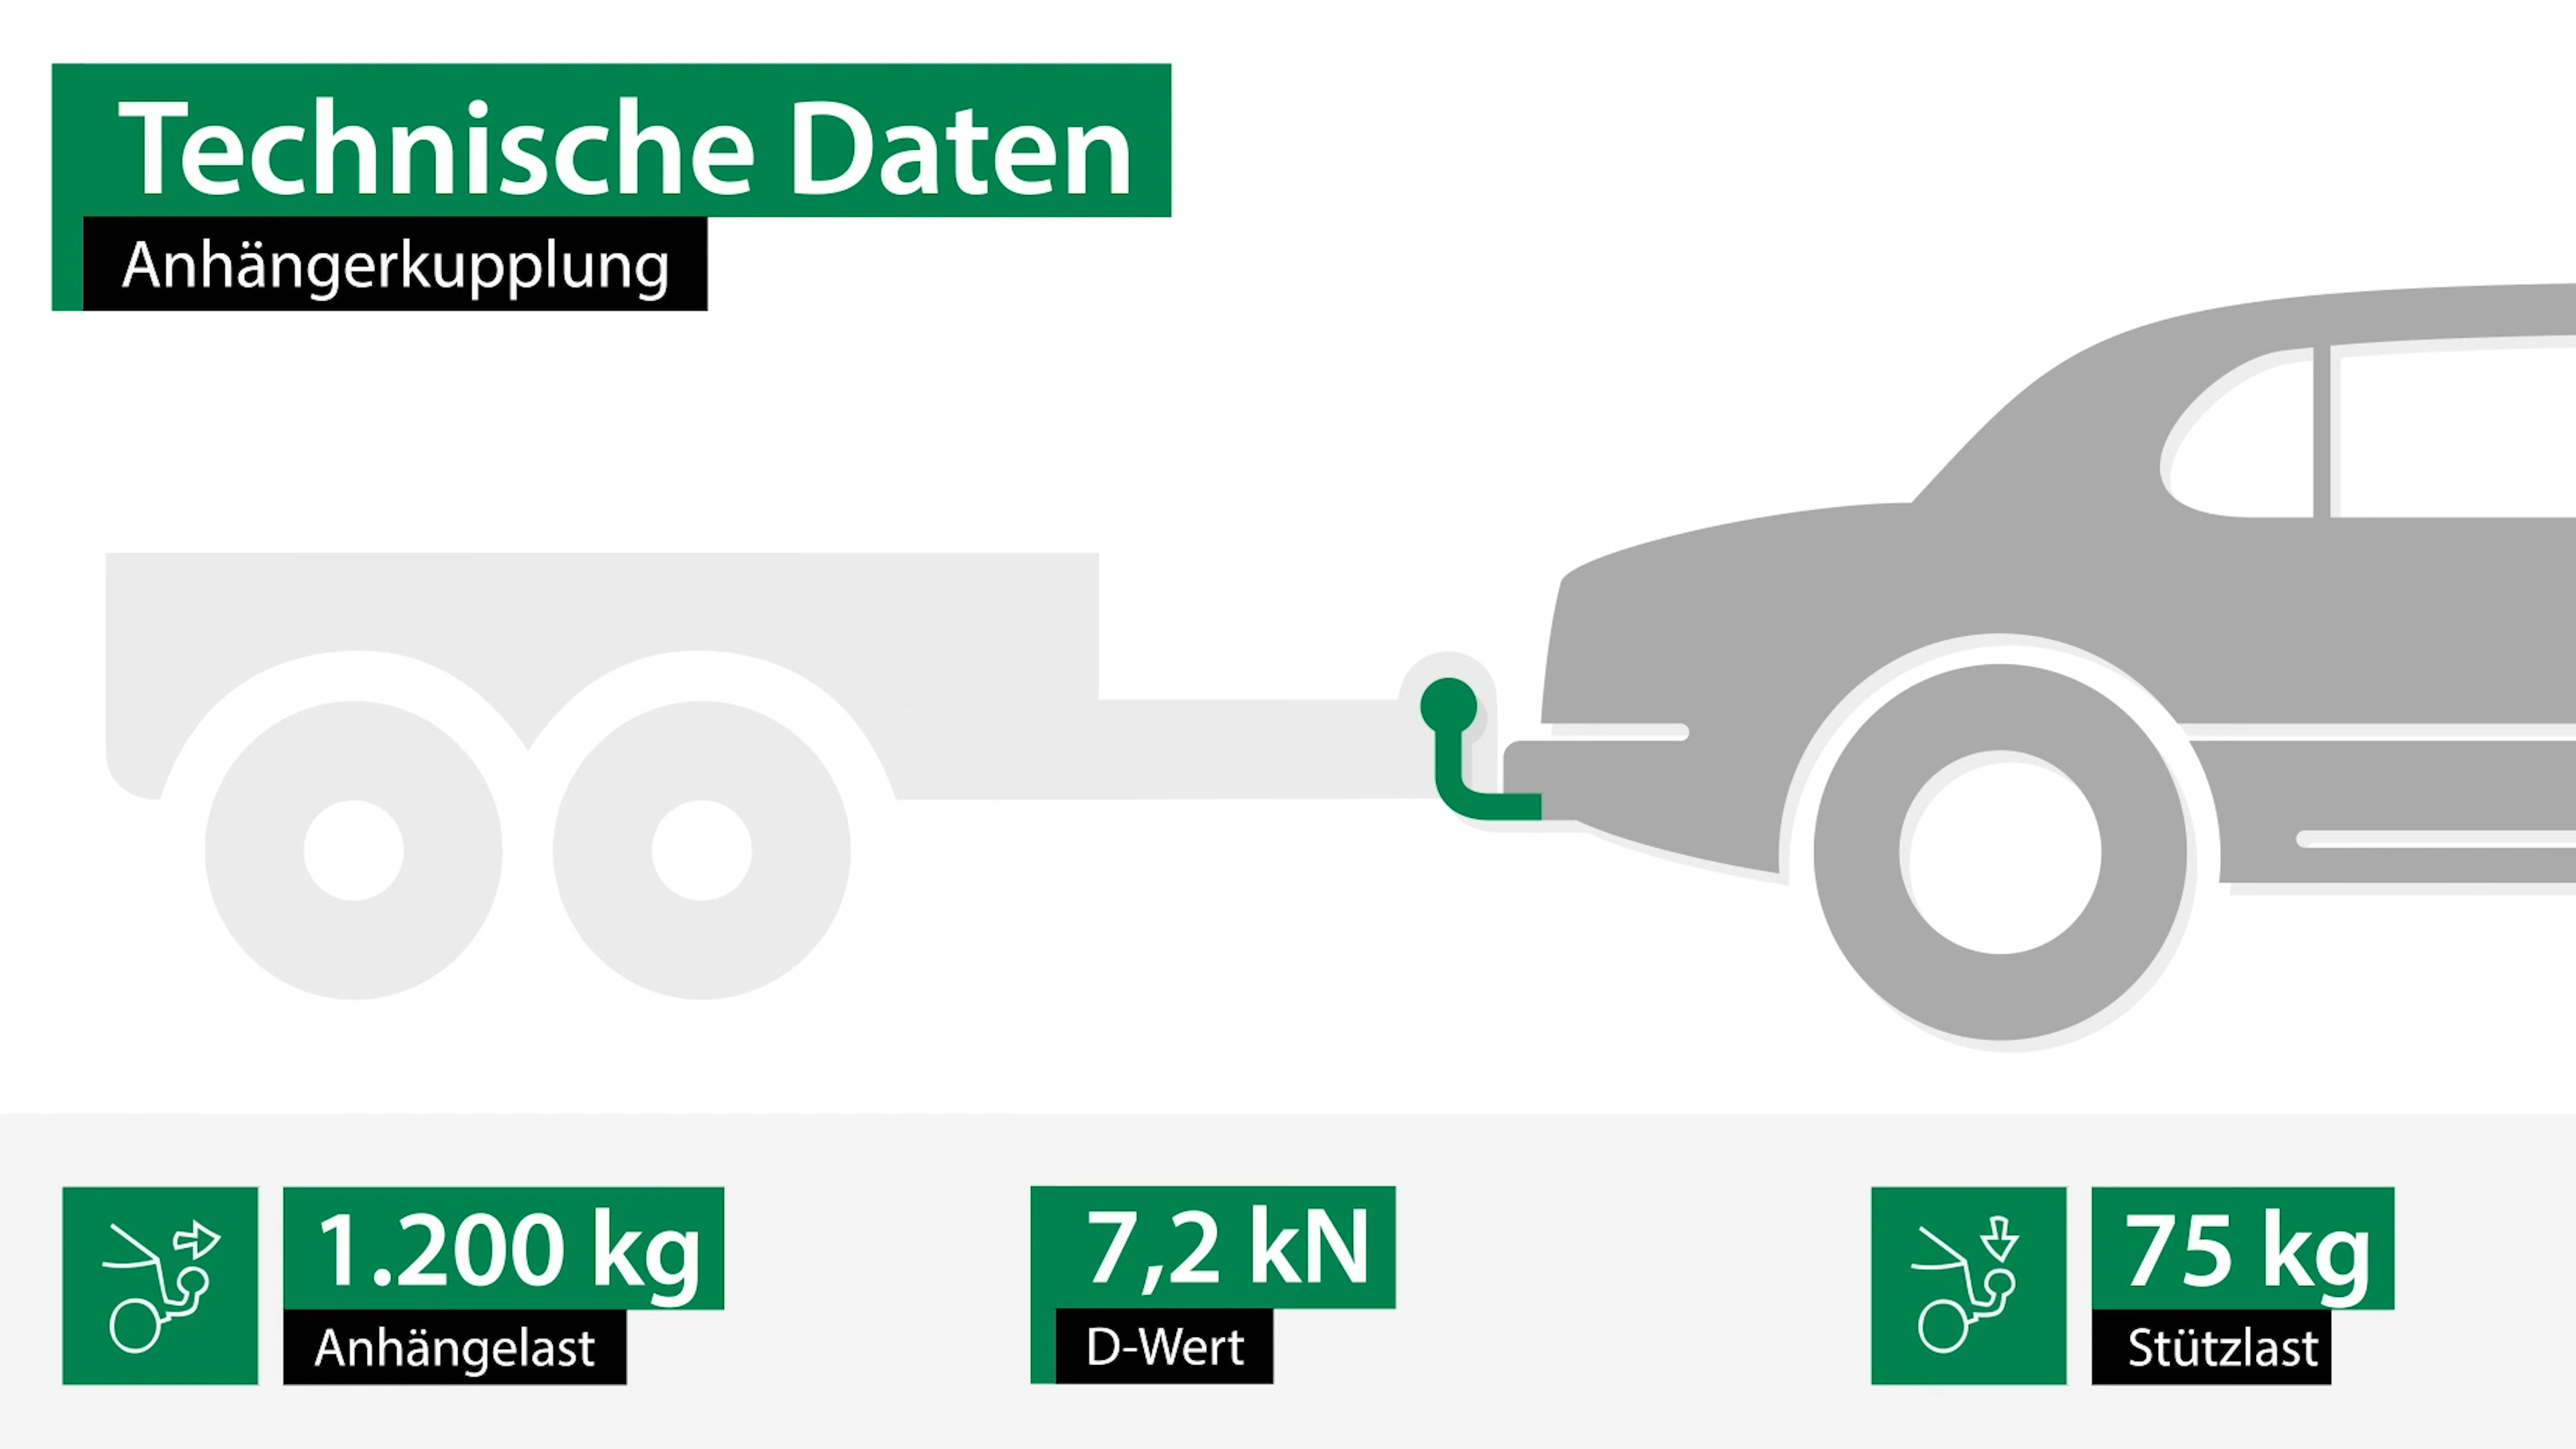 Technische Daten
Anhängerkupplung
1.200 kg
Anhängelast
7,2 kN
D-Wert
75 kg
Stützlast